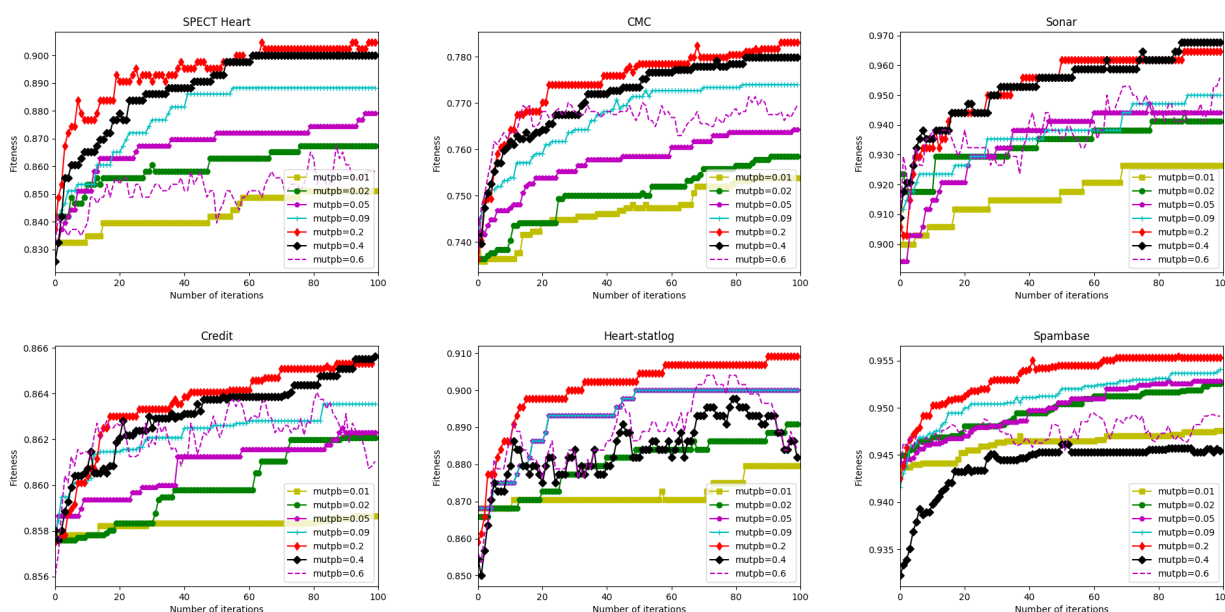 SPECT Heart
Fiteness
0.900
0.890
0.880
0.870
0.860
0.850
0.840
0.830
0 20 40 60 80 100
Number of iterations
mutpb=0.01
mutpb=0.02
mutpb=0.05
mutpb=0.09
mutpb=0.2
mutpb=0.4
mutpb=0.6
CMC
Fiteness
0.780
0.770
0.760
0.750
0.740
0 20 40 60 80 100
Number of iterations
mutpb=0.01
mutpb=0.02
mutpb=0.05
mutpb=0.09
mutpb=0.2
mutpb=0.4
mutpb=0.6
Sonar
Fiteness
0.970
0.960
0.950
0.940
0.930
0.920
0.910
0.900
0 20 40 60 80 100
Number of iterations
mutpb=0.01
mutpb=0.02
mutpb=0.05
mutpb=0.09
mutpb=0.2
mutpb=0.4
mutpb=0.6
Credit
Fiteness
0.866
0.864
0.862
0.860
0.858
0.856
0 20 40 60 80 100
Number of iterations
mutpb=0.01
mutpb=0.02
mutpb=0.05
mutpb=0.09
mutpb=0.2
mutpb=0.4
mutpb=0.6
Heart-statlog
Fiteness
0.910
0.900
0.890
0.880
0.870
0.860
0.850
0 20 40 60 80 100
Number of iterations
mutpb=0.01
mutpb=0.02
mutpb=0.05
mutpb=0.09
mutpb=0.2
mutpb=0.4
mutpb=0.6
Spambase
Fiteness
0.955
0.950
0.945
0.940
0.935
0 20 40 60 80 100
Number of iterations
mutpb=0.01
mutpb=0.02
mutpb=0.05
mutpb=0.09
mutpb=0.2
mutpb=0.4
mutpb=0.6